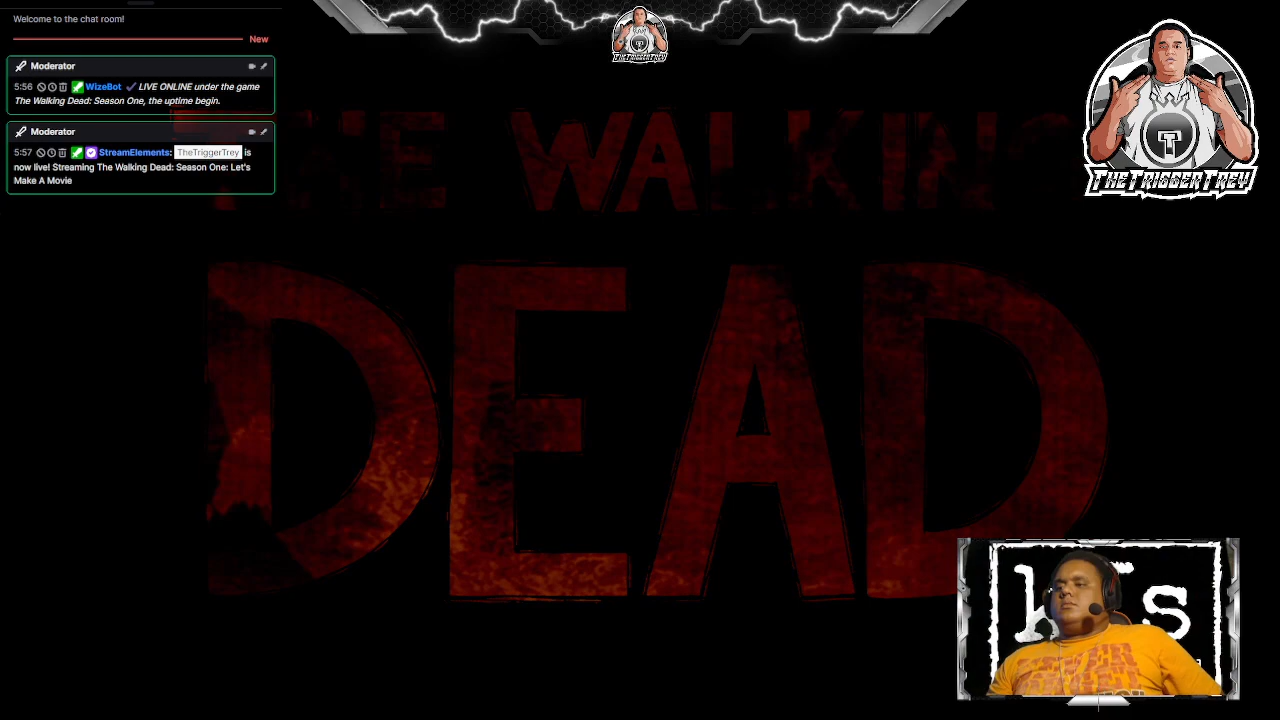 Welcome to the chat room!
New
Moderator
5:56 WizeBot LIVE ONLINE under the game
The Walking Dead: Season One, the uptime begin.
Moderator
5:57 StreamElements: TheTriggerTrey is
now live! Streaming The Walking Dead: Season One: Let's
Make A Movie
THETRIGGERTREY
T
THETRIGGERTREY
THE WALKING
DEAD